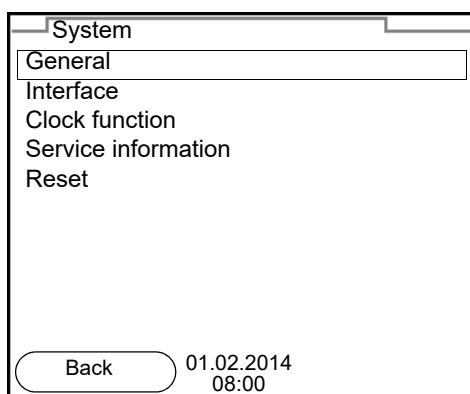 System
General
Interface
Clock function
Service information
Reset
Back
01.02.2014
08:00